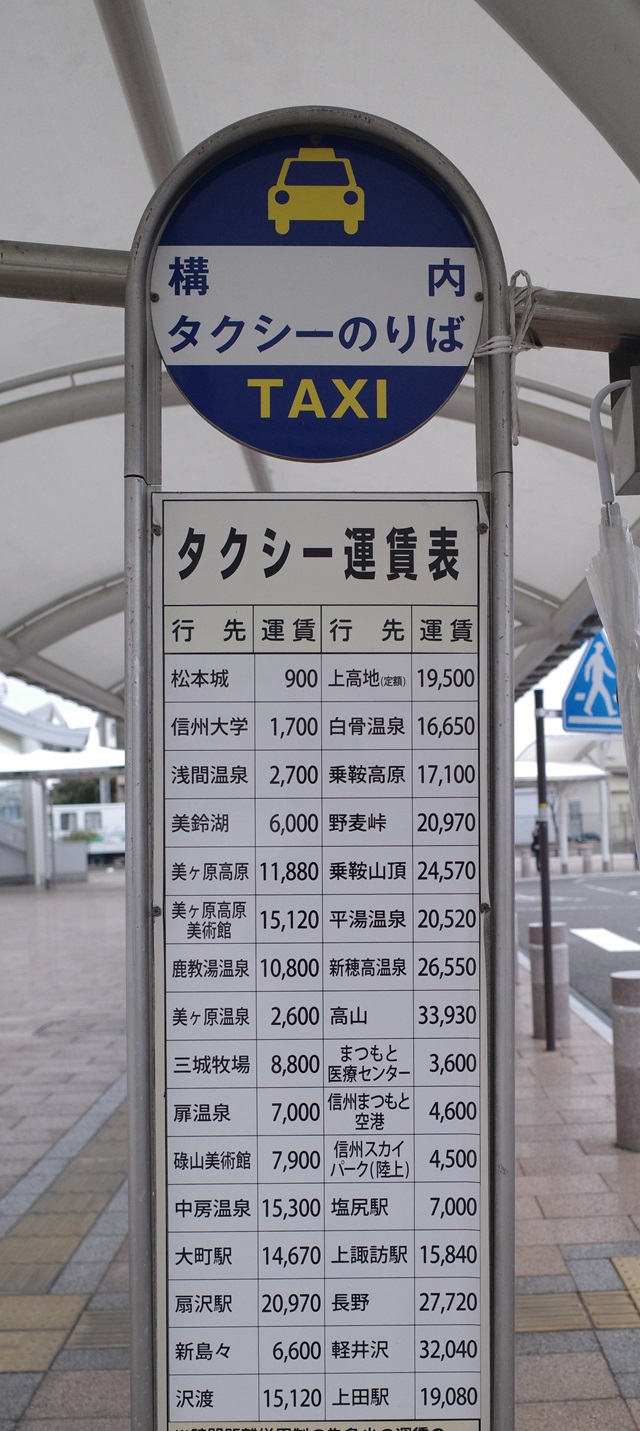 構 内
タクシーのりば
TAXI
タクシー運賃表
行 先 運賃 行 先 運賃
松本城 900 上高地(定額) 19,500
信州大学 1,700 白骨温泉 16,650
浅間温泉 2,700 乗鞍高原 17,100
美鈴湖 6,000 野麦峠 20,970
美ヶ原高原 11,880 乗鞍山頂 24,570
美ヶ原高原
美術館 15,120 平湯温泉 20,520
鹿教湯温泉 10,800 新穂高温泉 26,550
美ヶ原温泉 2,600 高山 33,930
三城牧場 8,800 まつもと
医療センター 3,600
扉温泉 7,000 信州まつもと
空港 4,600
碌山美術館 7,900 信州スカイ
パーク(陸上) 4,500
中房温泉 15,300 塩尻駅 7,000
大町駅 14,670 上諏訪駅 15,840
扇沢駅 20,970 長野 27,720
新島々 6,600 軽井沢 32,040
沢渡 15,120 上田駅 19,080